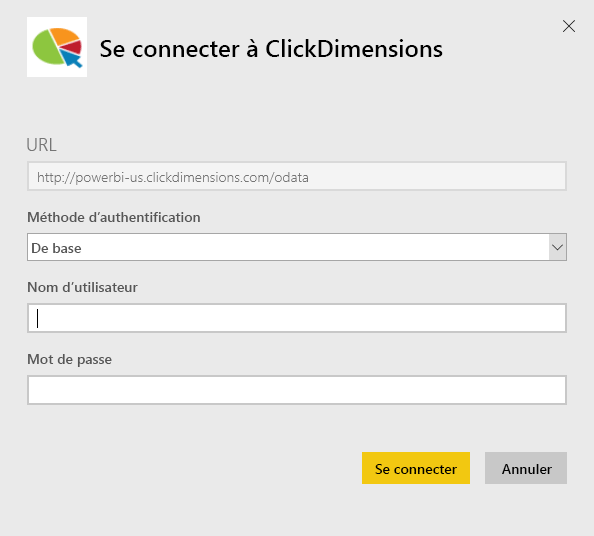 Se connecter à ClickDimensions
URL
http://powerbi-us.clickdimensions.com/odata
Méthode d'authentification
De base
Nom d'utilisateur
Mot de passe
Se connecter
Annuler